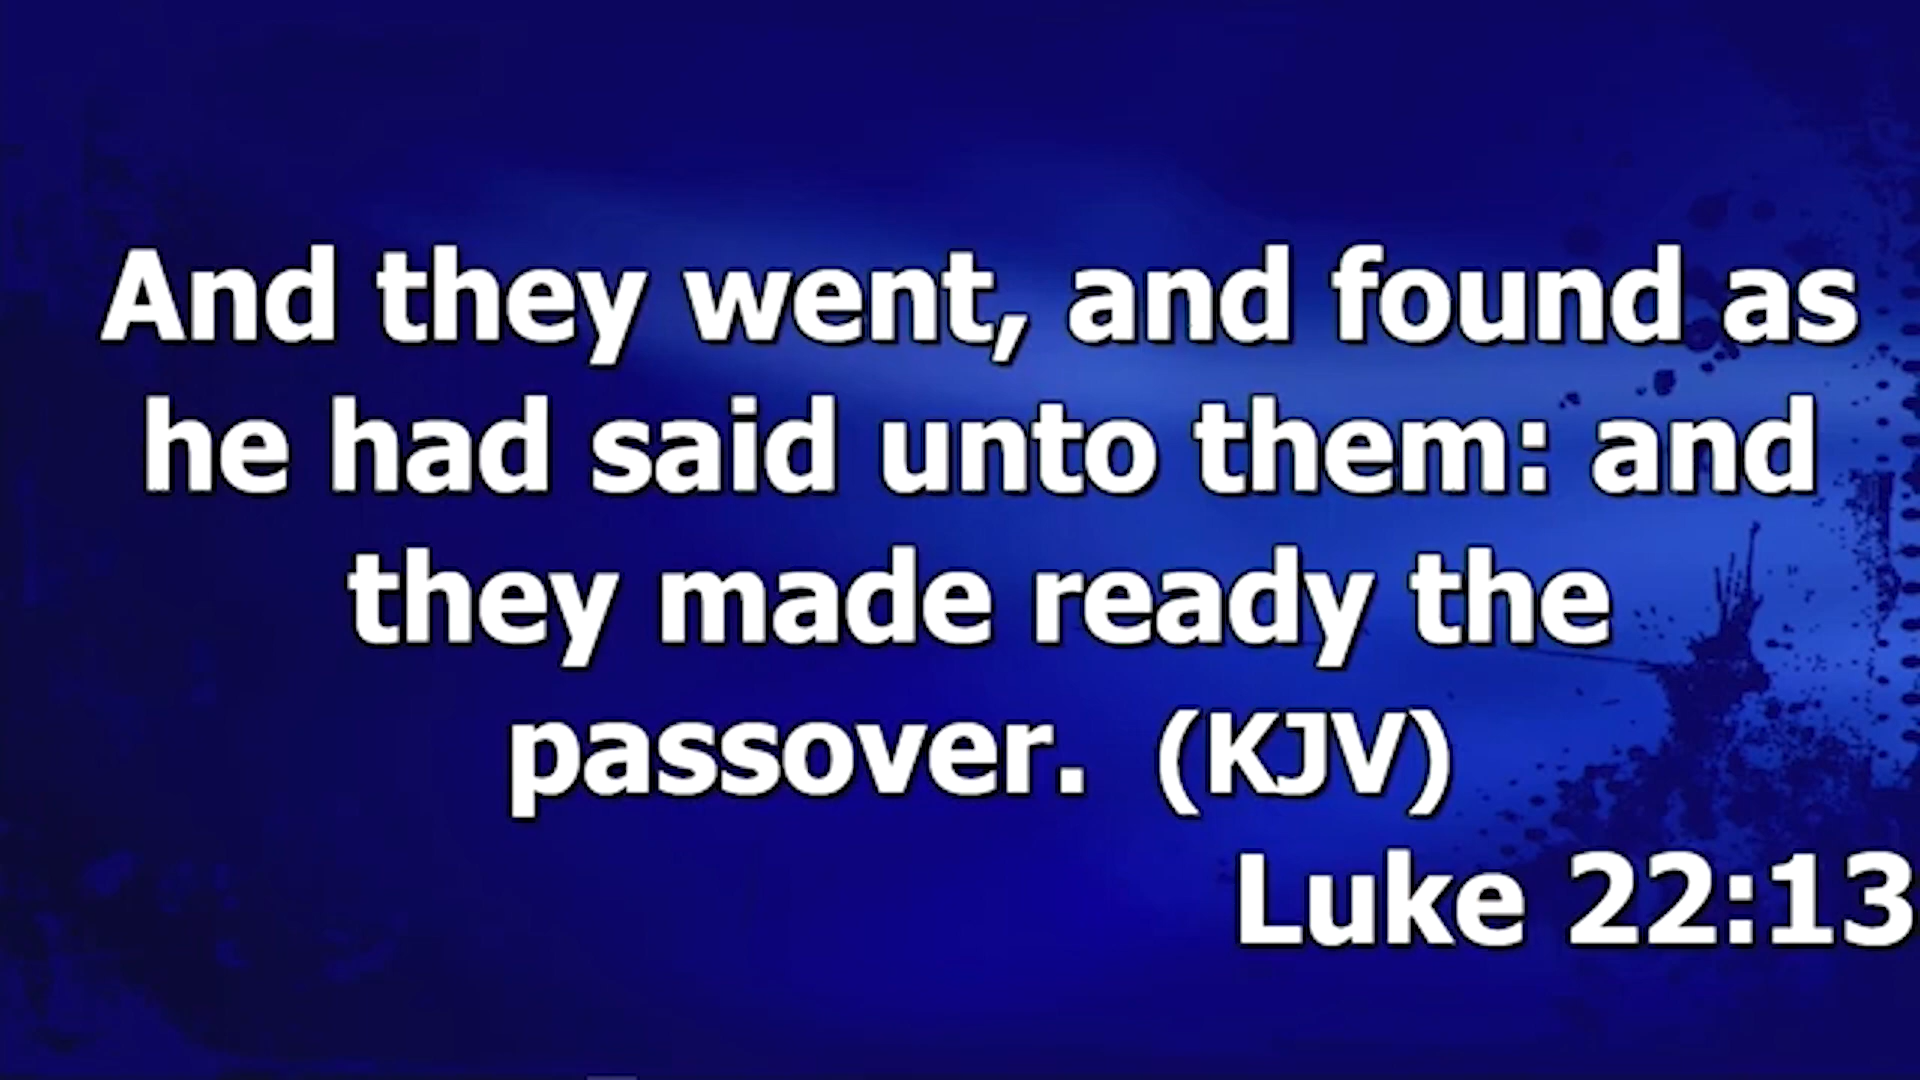 And they went, and found as
he had said unto them: and
they made ready the
passover. (KJV)
Luke 22:13